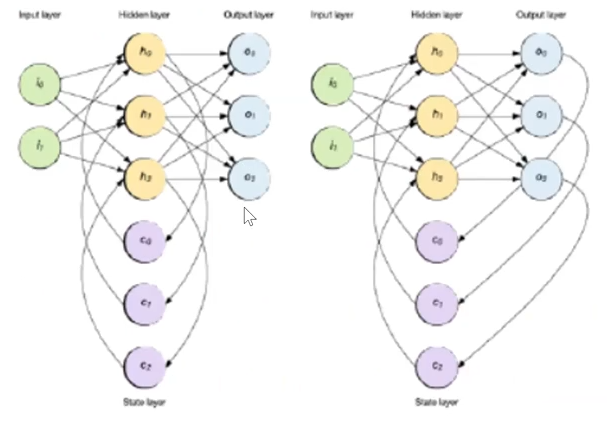 Input layer
Hidden layer
Output layer
Input layer
Hidden layer
Output layer
h₀
o₀
h₀
o₀
i₀
i₀
h₁
o₁
h₁
o₁
i₁
i₁
h₂
o₂
h₂
o₂
c₀
c₀
c₁
c₁
c₂
c₂
State layer
State layer